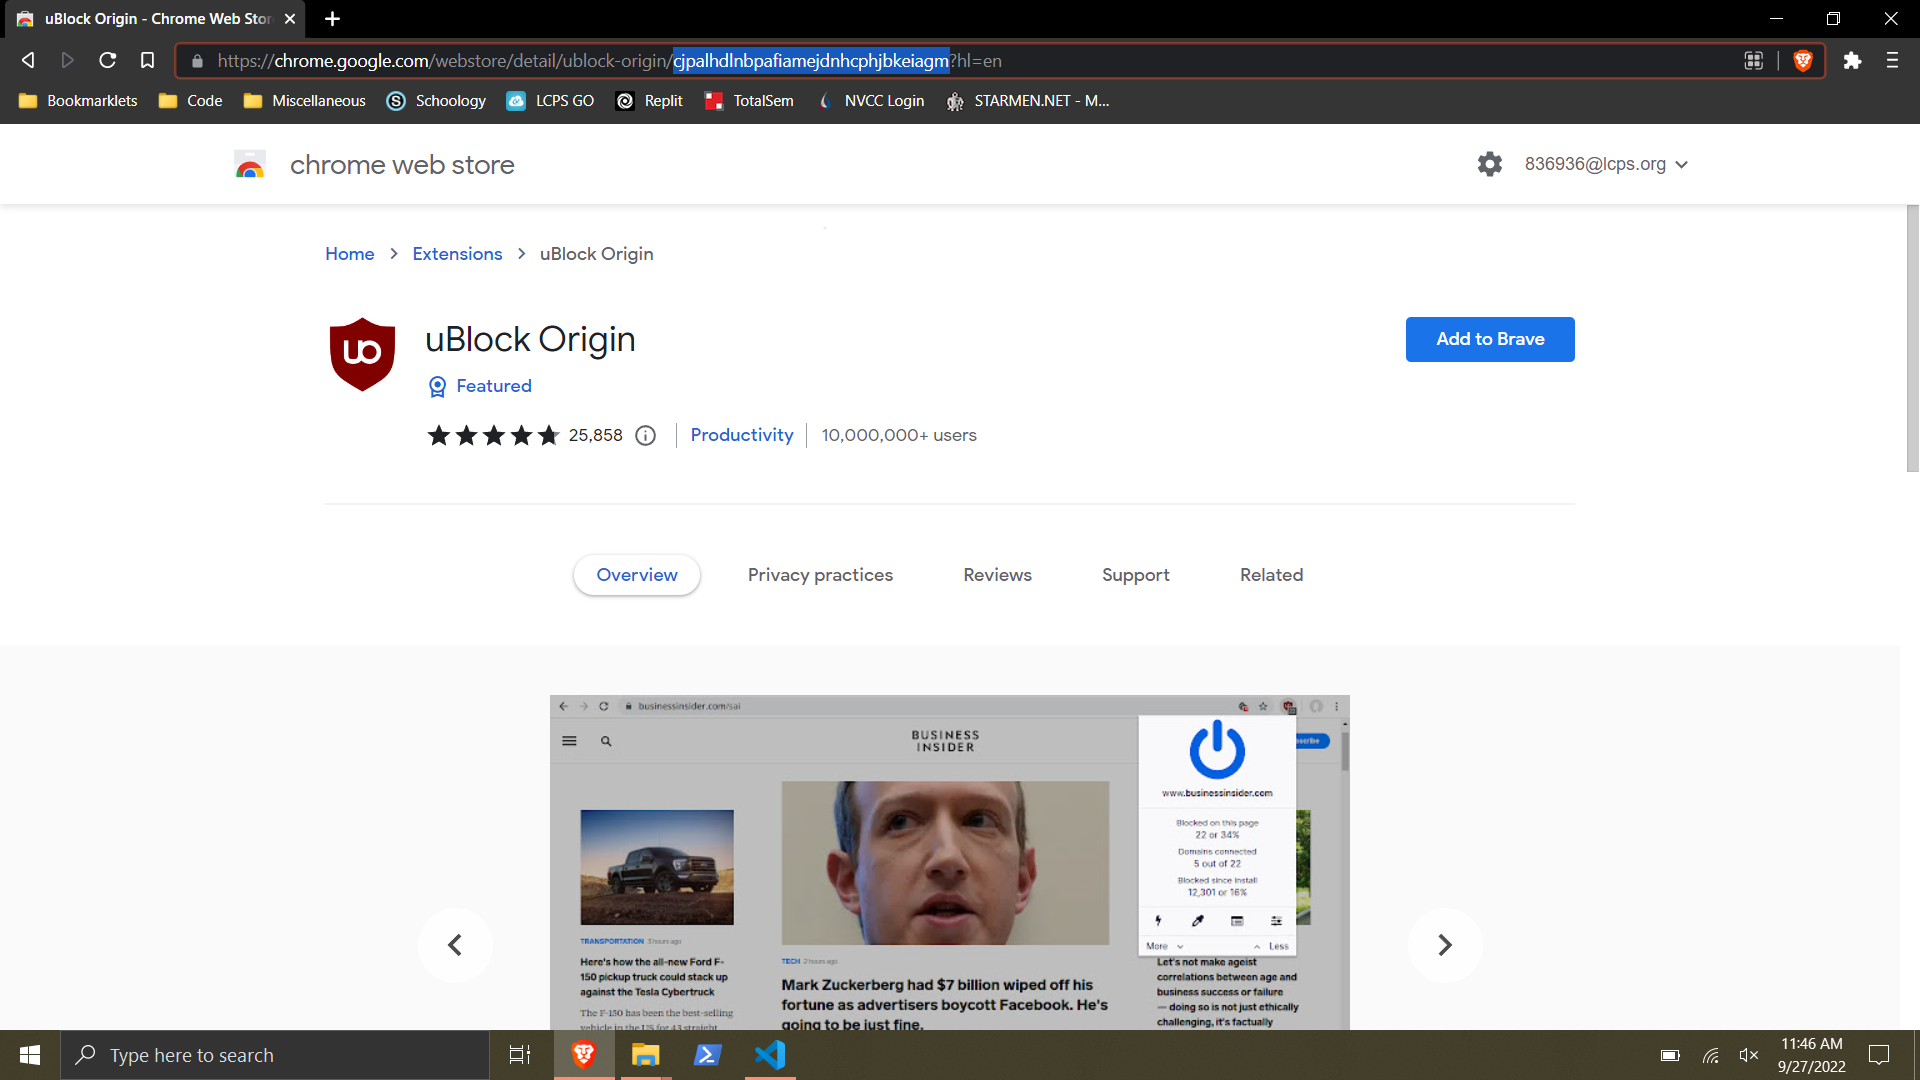 uBlock Origin - Chrome Web Stor
https://chrome.google.com/webstore/detail/ublock-origin/cjpalhdlnbpafiamejdnhcphjbkeiagm?hl=en
Bookmarklets Code Miscellaneous Schoology LCPS GO Replit TotalSem NVCC Login STARMEN.NET - M...
chrome web store
836936@lcps.org
Home > Extensions > uBlock Origin
uBlock Origin
Add to Brave
Featured
25,858 Productivity 10,000,000+ users
Overview Privacy practices Reviews Support Related
businessinsider.com/sai
BUSINESS
INSIDER
scribe
www.businessinsider.com
Blocked on this page
22 or 34%
Domains connected
5 out of 22
Blocked since install
12,301 or 16%
More Less
TRANSPORTATION 3 hours ago
Here's how the all-new Ford F-
150 pickup truck could stack up
against the Tesla Cybertruck
The F-150 has been the best-selling
vehicle in the US for 43 straight
TECH 2 hours ago
Mark Zuckerberg had $7 billion wiped off his
fortune as advertisers boycott Facebook. He's
going to be just fine.
Let's not make ageist
correlations between age and
business success or failure
— doing so is not just ethically
challenging, it's factually
Type here to search
11:46 AM
9/27/2022